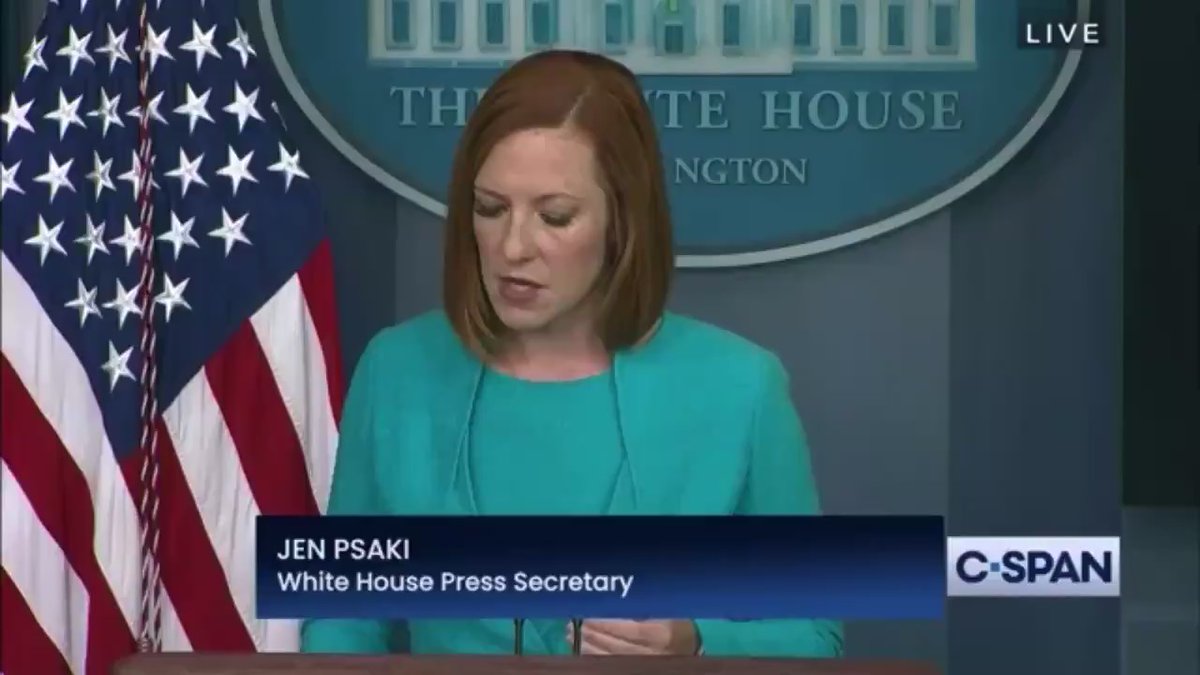 LIVE
THE WHITE HOUSE
NGTON
JEN PSAKI
White House Press Secretary
C-SPAN